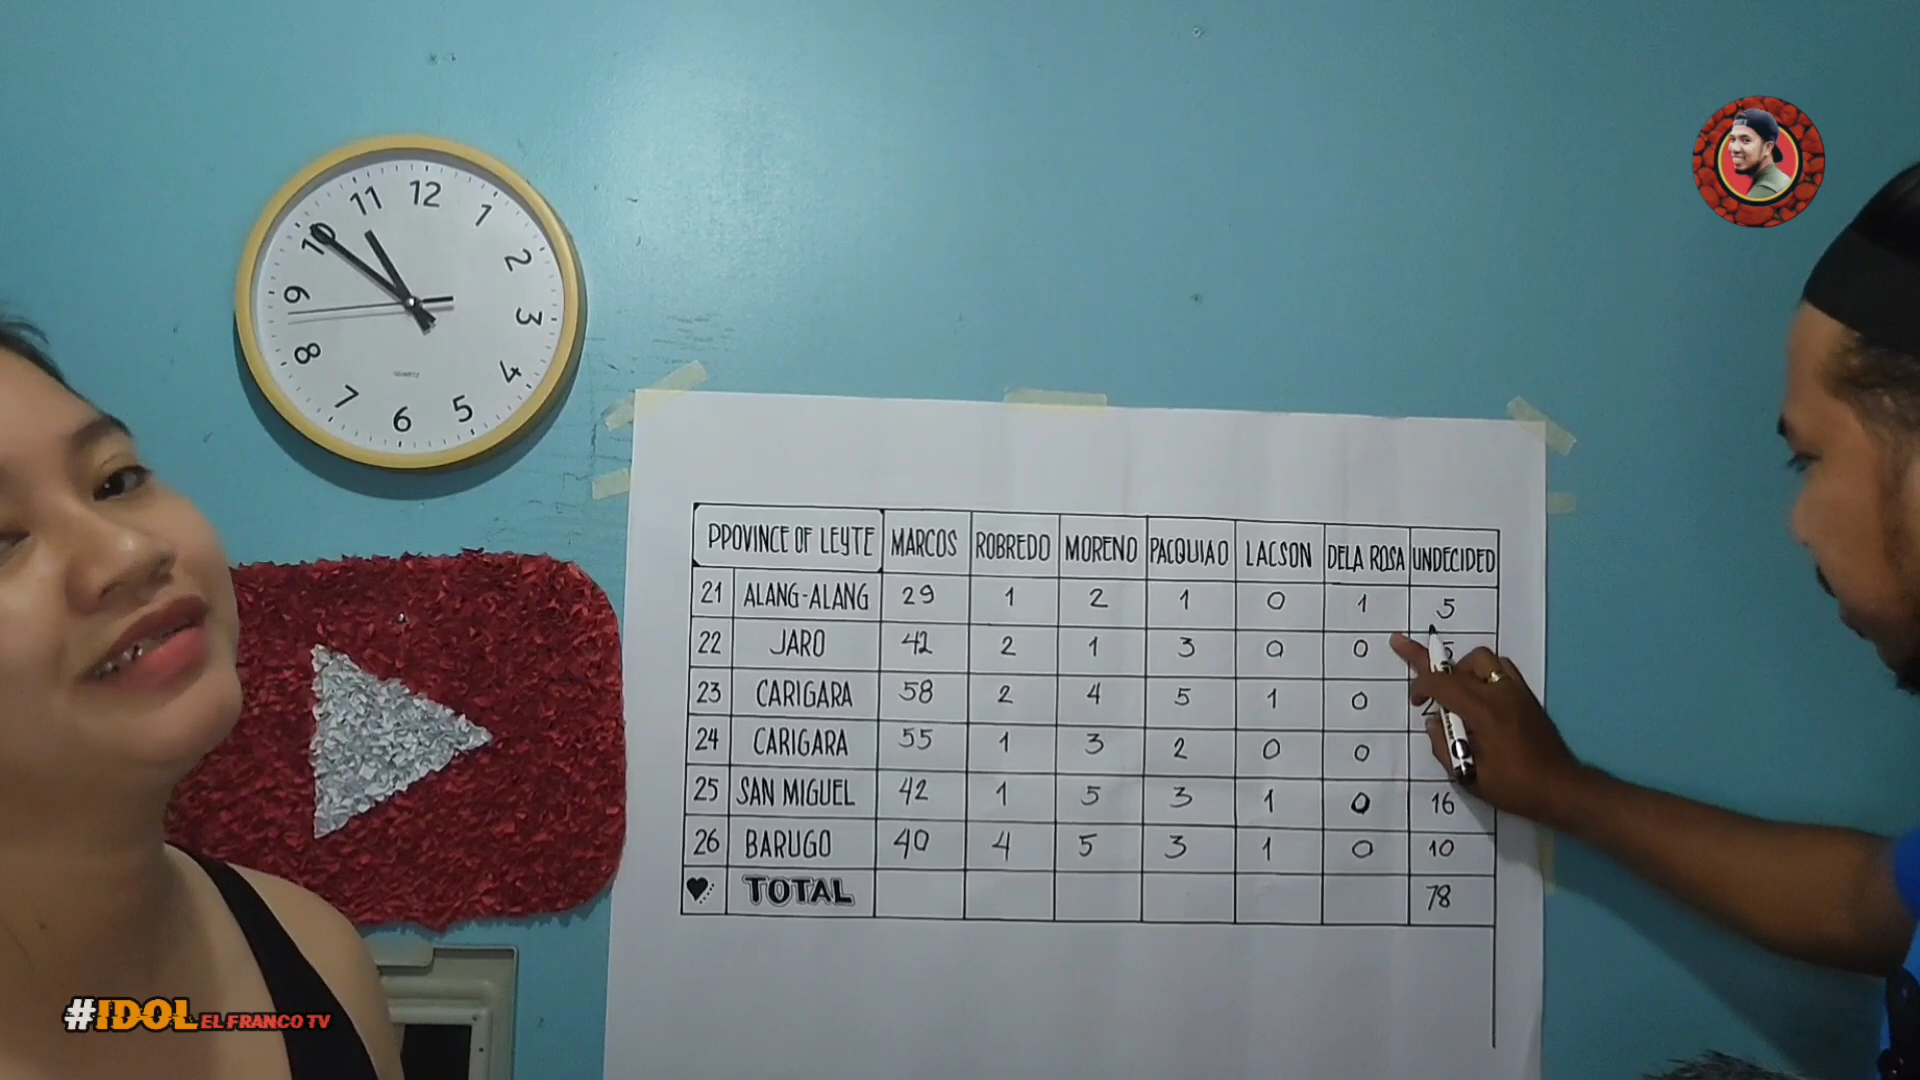 12
1
2
3
4
5
6
7
8
9
10
11
QUARTZ
PPOVINCE OF LEYTE MARCOS ROBREDO MORENO PACQUIAO LACSON DELA ROSA UNDECIDED
21 ALANG-ALANG 29 1 2 1 0 1 5
22 JARO 42 2 1 3 0 0 5
23 CARIGARA 58 2 4 5 1 0
24 CARIGARA 55 1 3 2 0 0
25 SAN MIGUEL 42 1 5 3 1 0 16
26 BARUGO 40 4 5 3 1 0 10
TOTAL 78
#IDOL EL FRANCO TV